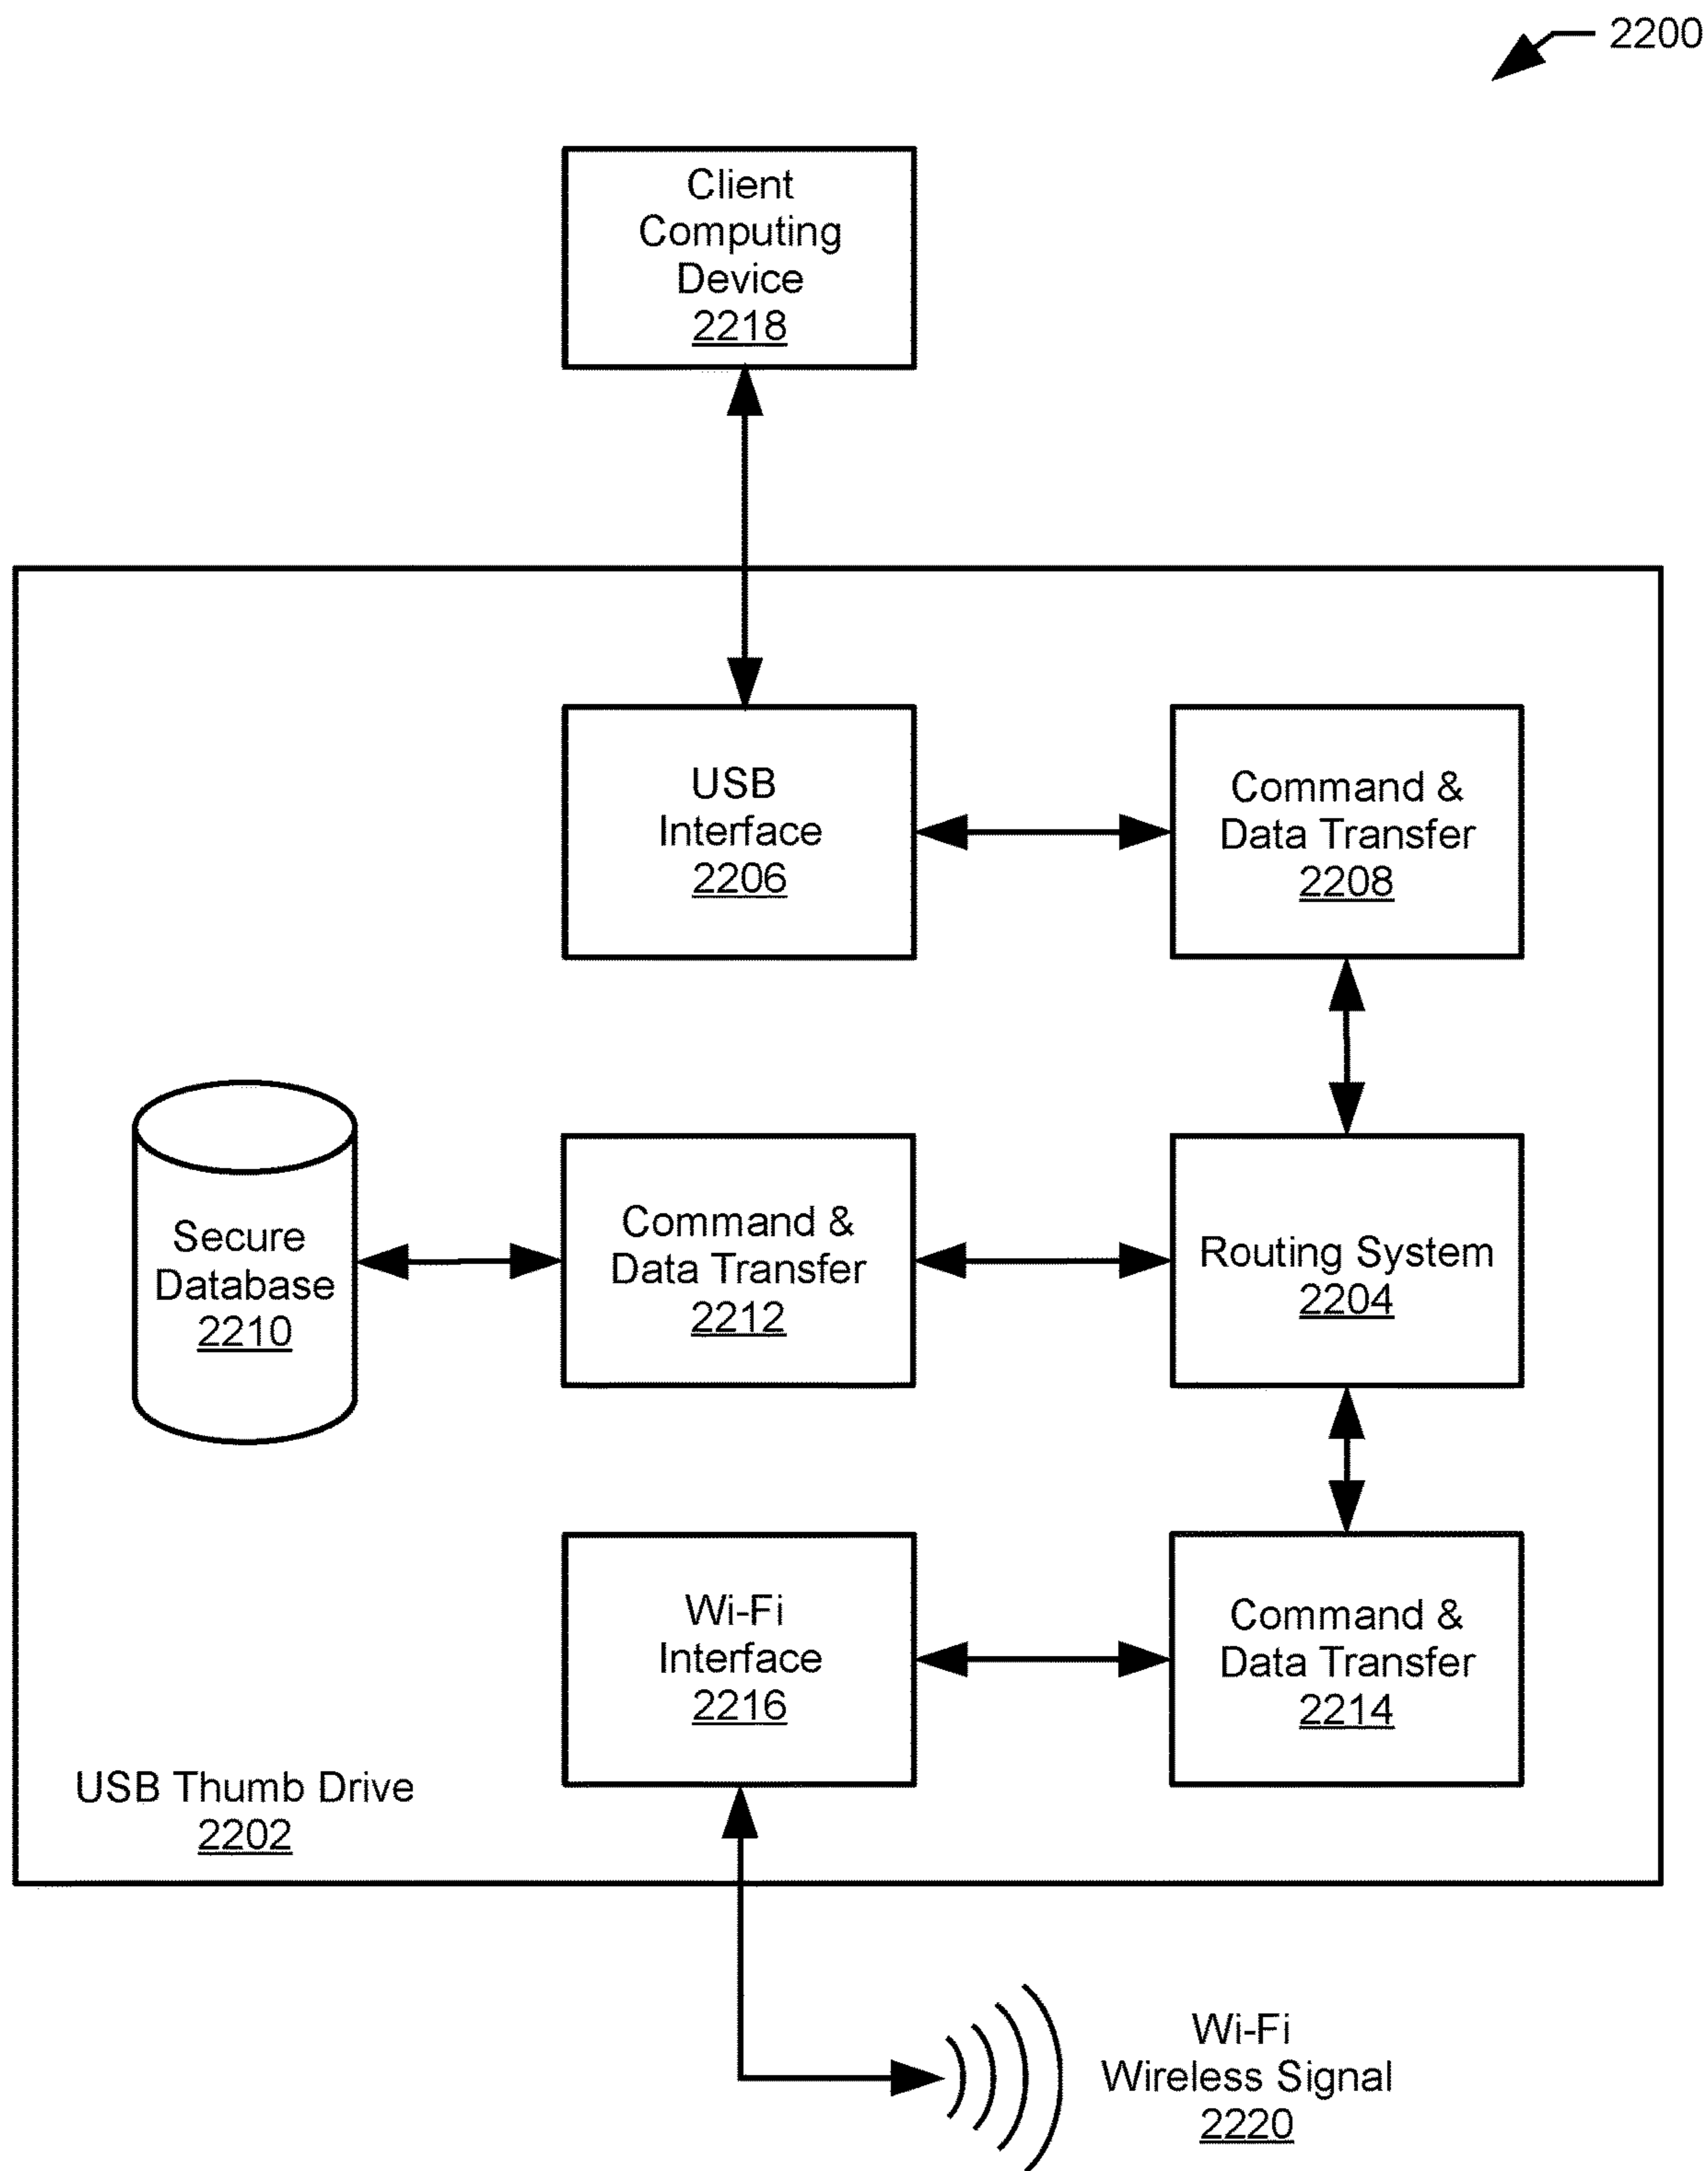 2200
Client
Computing
Device
2218
USB
Interface
2206
Command &
Data Transfer
2208
Secure
Database
2210
Command &
Data Transfer
2212
Routing System
2204
Wi-Fi
Interface
2216
Command &
Data Transfer
2214
USB Thumb Drive
2202
Wi-Fi
Wireless Signal
2220